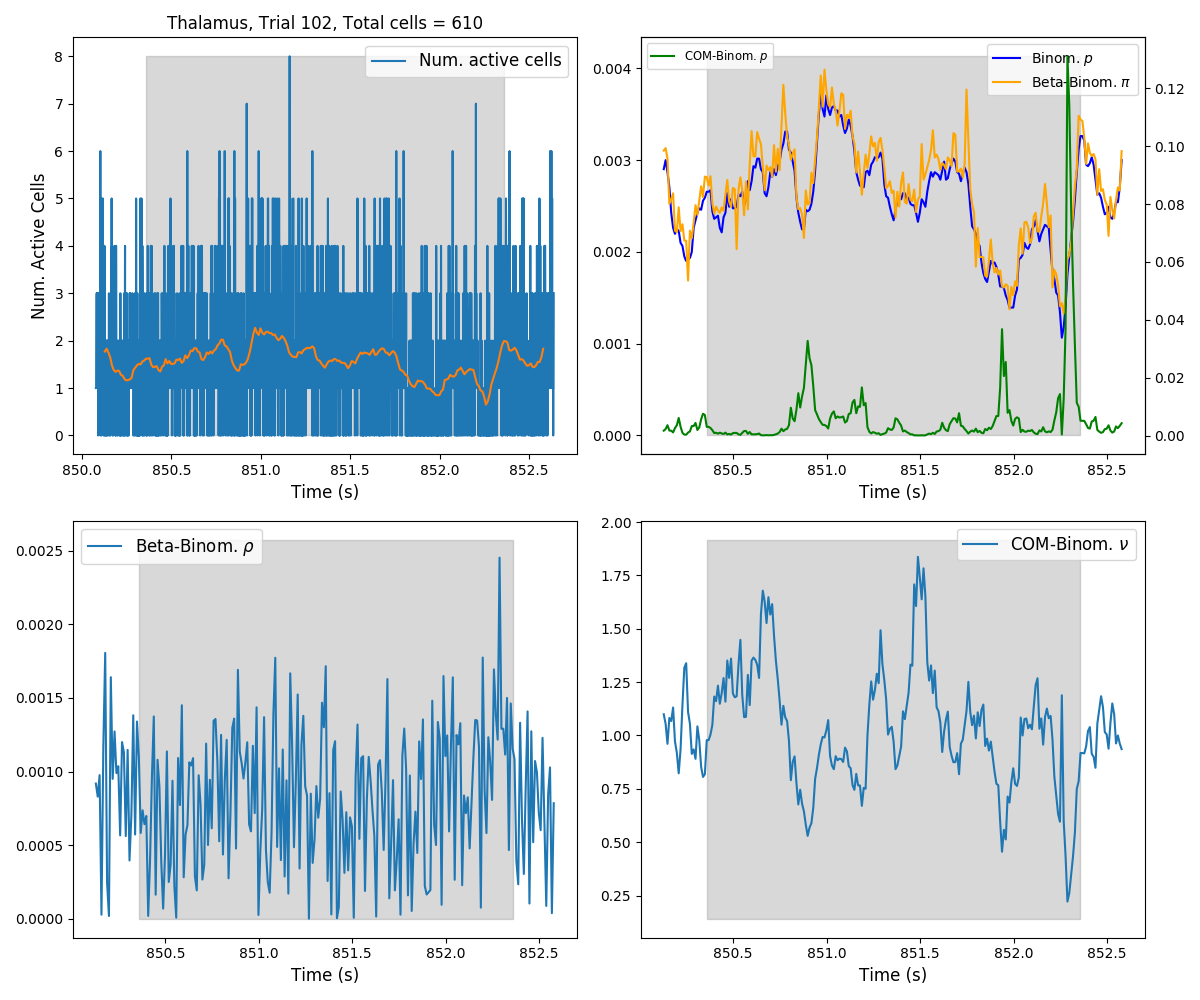 Thalamus, Trial 102, Total cells = 610
Num. active cells
Num. Active Cells
8
7
6
5
4
3
2
1
0
850.0 850.5 851.0 851.5 852.0 852.5
Time (s)
COM-Binom. p
Binom. p
Beta-Binom. π
0.004
0.003
0.002
0.001
0.000
0.12
0.10
0.08
0.06
0.04
0.02
0.00
850.5 851.0 851.5 852.0 852.5
Time (s)
Beta-Binom. ρ
0.0025
0.0020
0.0015
0.0010
0.0005
0.0000
850.5 851.0 851.5 852.0 852.5
Time (s)
COM-Binom. ν
2.00
1.75
1.50
1.25
1.00
0.75
0.50
0.25
850.5 851.0 851.5 852.0 852.5
Time (s)